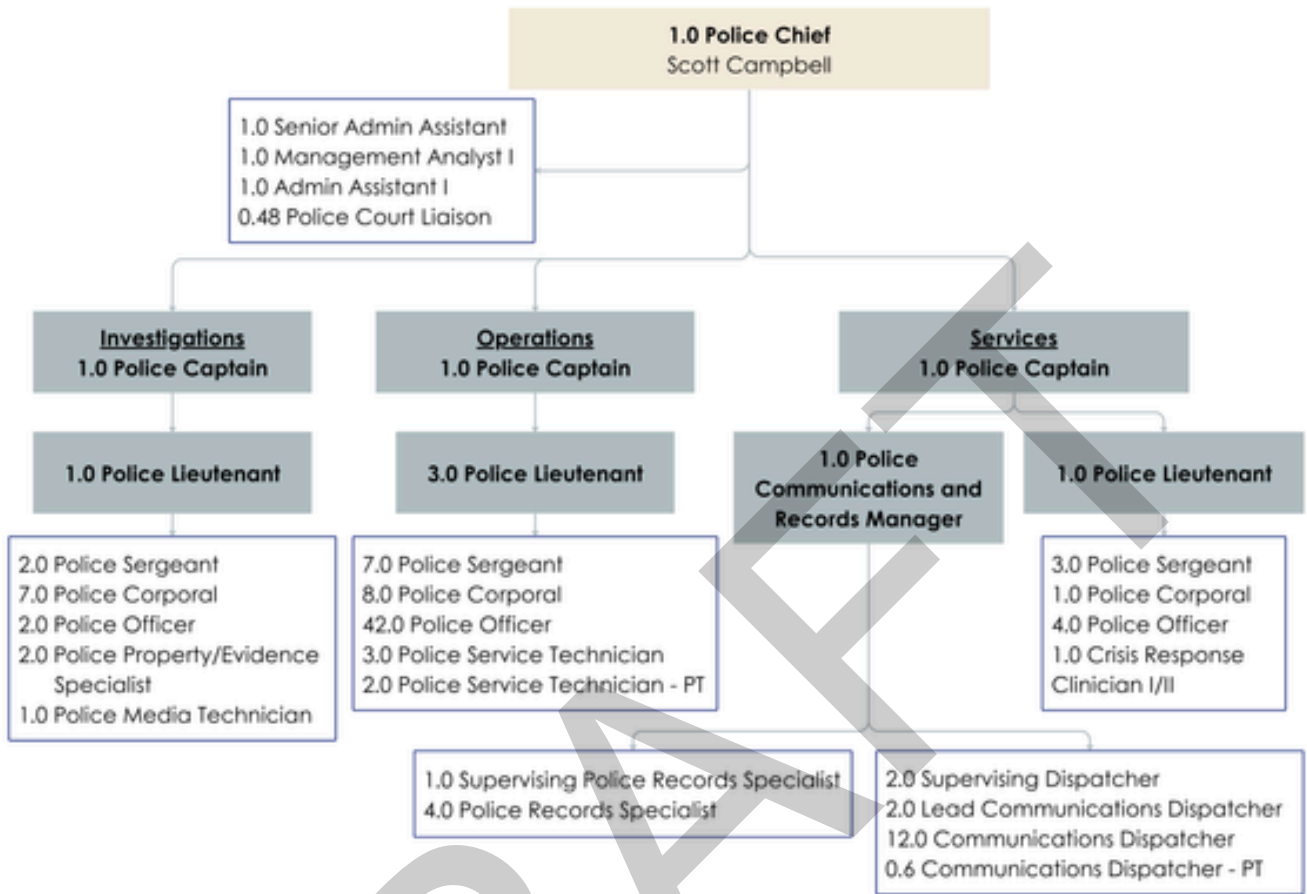 1.0 Police Chief
Scott Campbell
1.0 Senior Admin Assistant
1.0 Management Analyst I
1.0 Admin Assistant I
0.48 Police Court Liaison
Investigations
1.0 Police Captain
Operations
1.0 Police Captain
Services
1.0 Police Captain
1.0 Police Lieutenant
3.0 Police Lieutenant
1.0 Police
Communications and
Records Manager
1.0 Police Lieutenant
2.0 Police Sergeant
7.0 Police Corporal
2.0 Police Officer
2.0 Police Property/Evidence
Specialist
1.0 Police Media Technician
7.0 Police Sergeant
8.0 Police Corporal
42.0 Police Officer
3.0 Police Service Technician
2.0 Police Service Technician - PT
3.0 Police Sergeant
1.0 Police Corporal
4.0 Police Officer
1.0 Crisis Response
Clinician I/II
1.0 Supervising Police Records Specialist
4.0 Police Records Specialist
2.0 Supervising Dispatcher
2.0 Lead Communications Dispatcher
12.0 Communications Dispatcher
0.6 Communications Dispatcher - PT
DRAFT